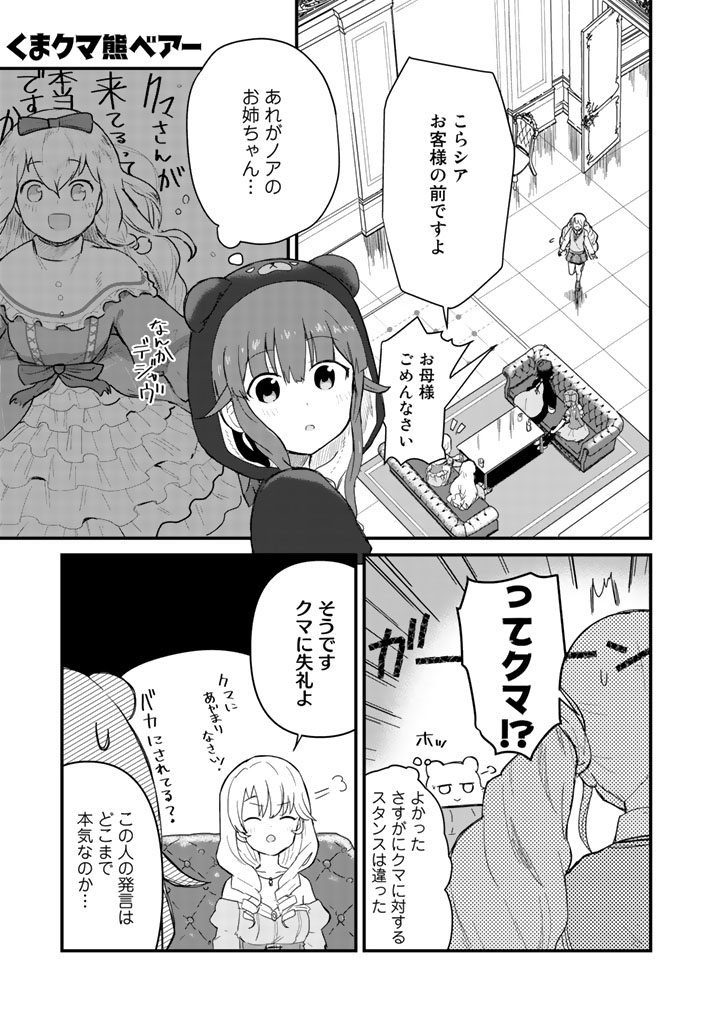 くまクマ熊ベアー
こらシア
お客様の前ですよ
お母様
ごめんなさい
あれがノアの
お姉ちゃん…
クマさんが
来てるって
本当
ですか
なんか
デジャヴ
ってクマ!?
ガーン
ホッ
よかった
さすがにクマに対する
スタンスは違った
そうです
クマに失礼よ
クマに
あやまり
なさい!
バカにされてる?
この人の発言は
どこまで
本気なのか…